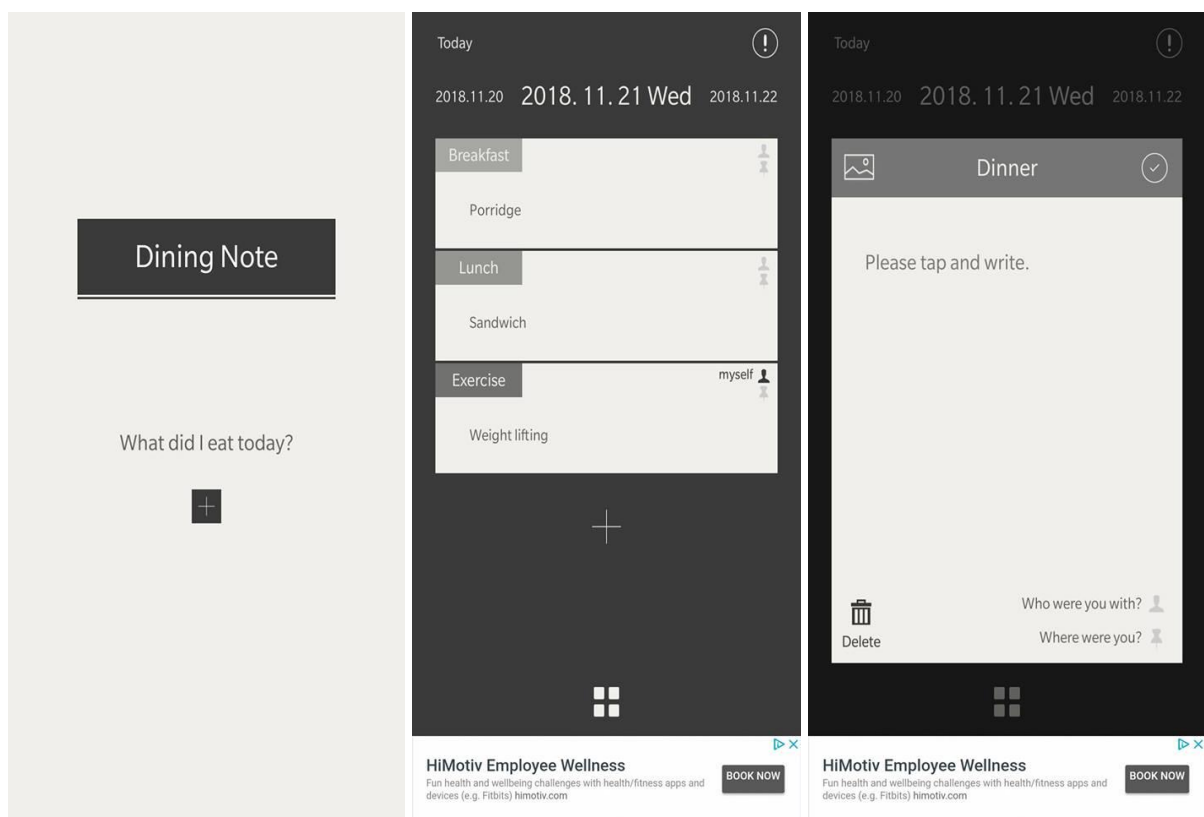 Dining Note
What did I eat today?
Today
2018.11.20 2018. 11. 21 Wed 2018.11.22
Breakfast
Porridge
Lunch
Sandwich
Exercise
myself
Weight lifting
HiMotiv Employee Wellness
Fun health and wellbeing challenges with health/fitness apps and
devices (e.g. Fitbits) himotiv.com
BOOK NOW
Today
2018.11.20 2018. 11. 21 Wed 2018.11.22
Dinner
Please tap and write.
Who were you with?
Where were you?
Delete
HiMotiv Employee Wellness
Fun health and wellbeing challenges with health/fitness apps and
devices (e.g. Fitbits) himotiv.com
BOOK NOW